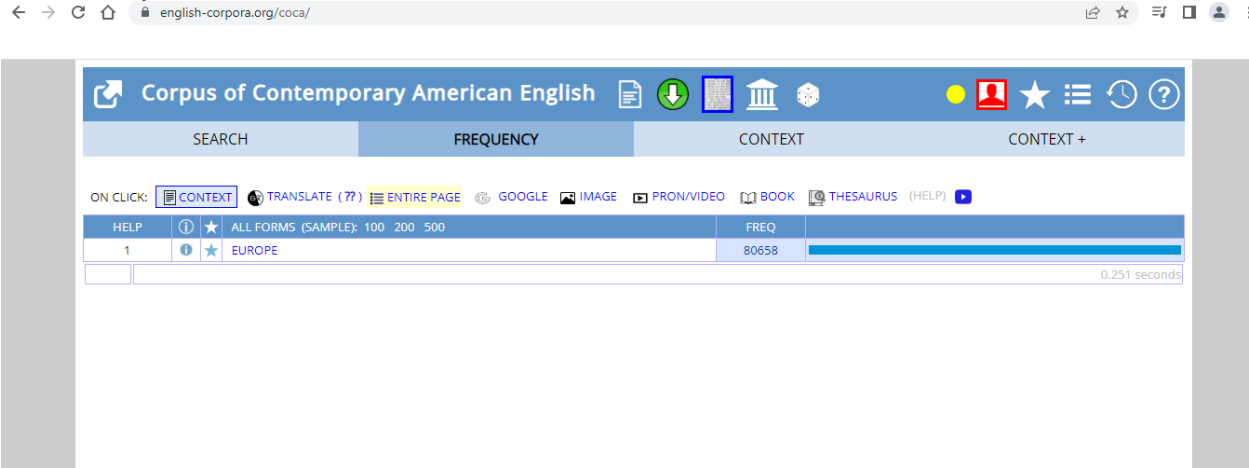 english-corpora.org/coca/
Corpus of Contemporary American English
SEARCH FREQUENCY CONTEXT CONTEXT +
ON CLICK: CONTEXT TRANSLATE (??) ENTIRE PAGE GOOGLE IMAGE PRON/VIDEO BOOK THESAURUS (HELP)
HELP ALL FORMS (SAMPLE): 100 200 500 FREQ
1 EUROPE 80658
0.251 seconds